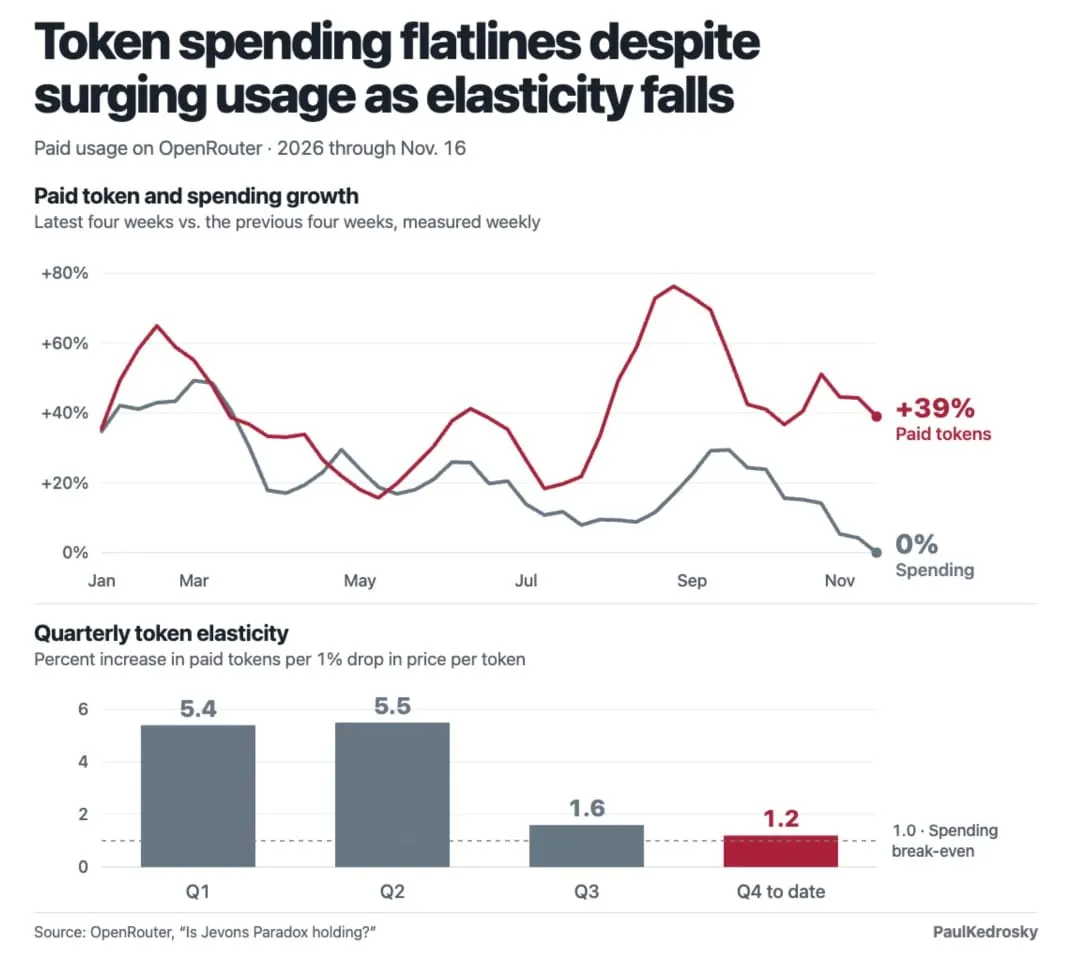 Token spending flatlines despite
surging usage as elasticity falls
Paid usage on OpenRouter · 2026 through Nov. 16
Paid token and spending growth
Latest four weeks vs. the previous four weeks, measured weekly
+80%
+60%
+40%
+20%
0%
+39%
Paid tokens
0%
Spending
Jan Mar May Jul Sep Nov
Quarterly token elasticity
Percent increase in paid tokens per 1% drop in price per token
6
4
2
0
5.4
5.5
1.6
1.2
1.0 · Spending
break-even
Q1 Q2 Q3 Q4 to date
Source: OpenRouter, “Is Jevons Paradox holding?”
PaulKedrosky